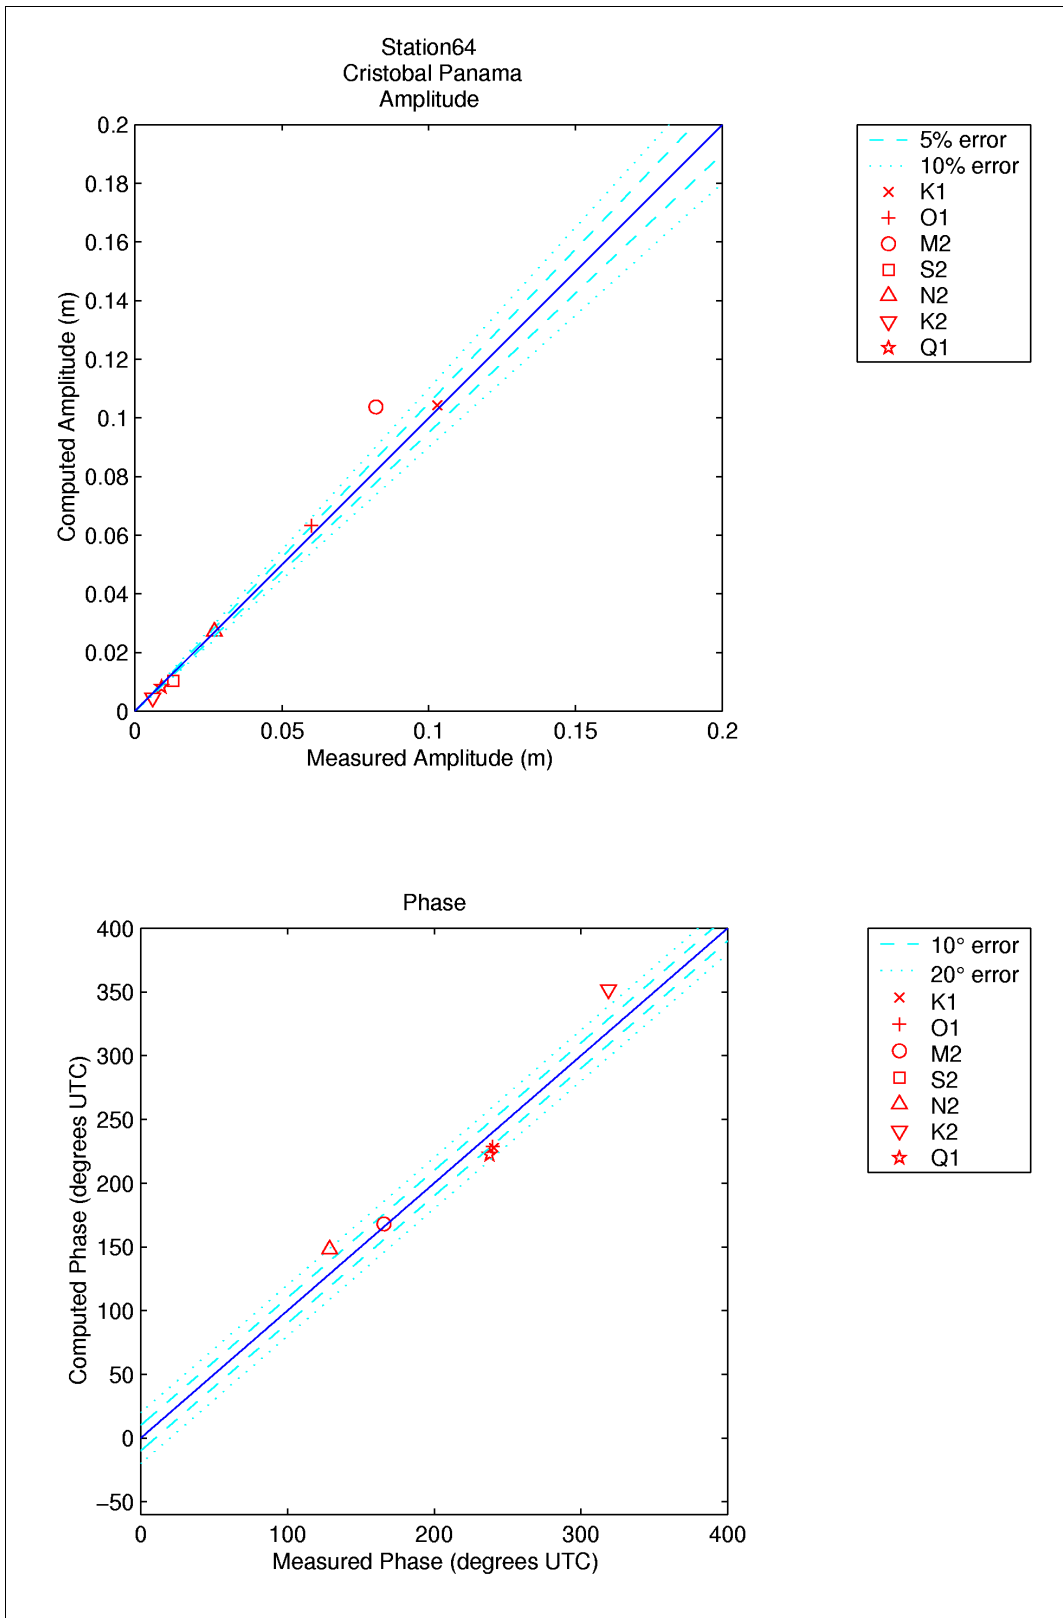 Station64
Cristobal Panama
Amplitude
0.2
0.18
0.16
0.14
0.12
0.1
0.08
0.06
0.04
0.02
0
0 0.05 0.1 0.15 0.2
Computed Amplitude (m)
Measured Amplitude (m)
5% error
10% error
K1
O1
M2
S2
N2
K2
Q1
Phase
400
350
300
250
200
150
100
50
0
−50
0 100 200 300 400
Computed Phase (degrees UTC)
Measured Phase (degrees UTC)
10° error
20° error
K1
O1
M2
S2
N2
K2
Q1